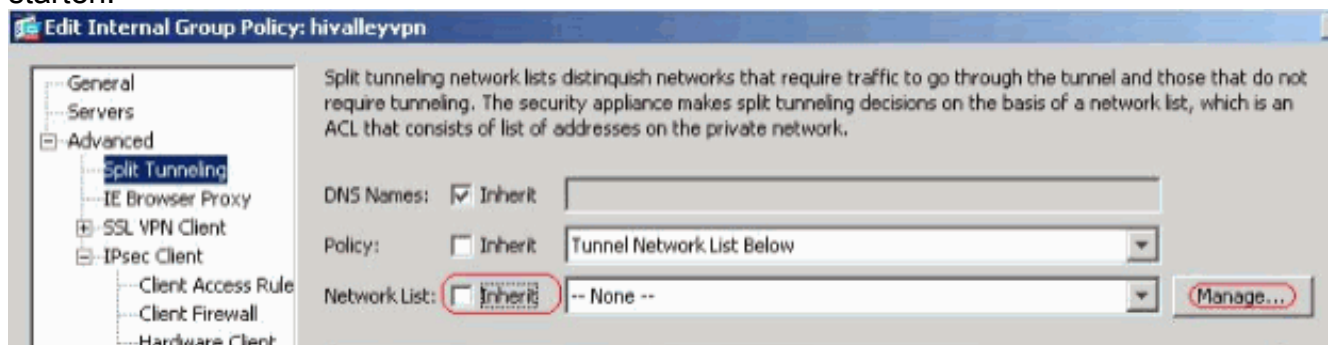 starten.
Edit Internal Group Policy: hivalleyvpn
General
Servers
Advanced
Split Tunneling
IE Browser Proxy
SSL VPN Client
IPsec Client
Client Access Rule
Client Firewall
Hardware Client
Split tunneling network lists distinquish networks that require traffic to go through the tunnel and those that do not
require tunneling. The security appliance makes split tunneling decisions on the basis of a network list, which is an
ACL that consists of list of addresses on the private network.
DNS Names: Inherit
Policy: Inherit Tunnel Network List Below
Network List: Inherit -- None -- Manage...